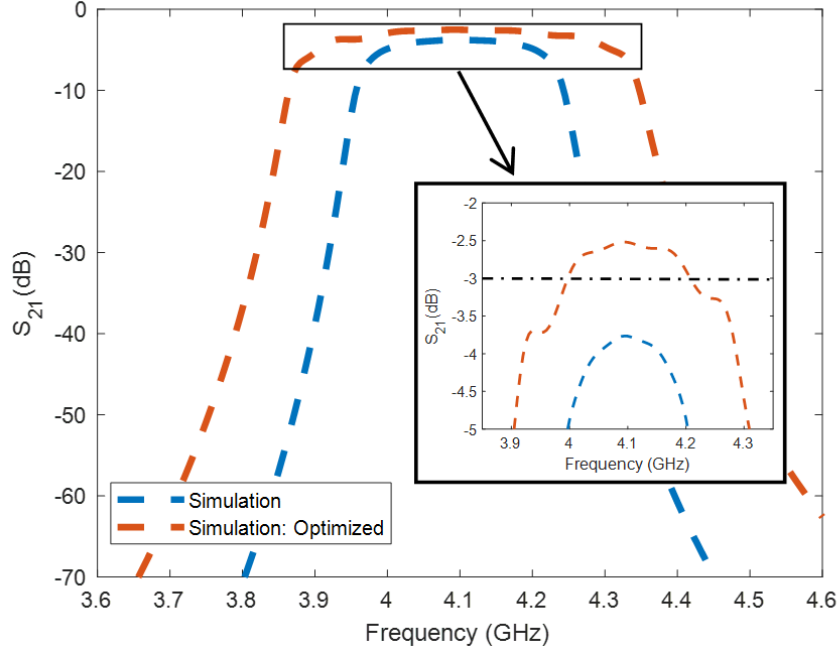 0
-10
-20
-30
-40
-50
-60
-70
S21(dB)
3.6 3.7 3.8 3.9 4 4.1 4.2 4.3 4.4 4.5 4.6
Frequency (GHz)
Simulation
Simulation: Optimized
-2
-2.5
-3
-3.5
-4
-4.5
-5
S21(dB)
3.9 4 4.1 4.2 4.3
Frequency (GHz)